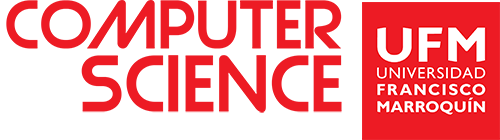 COMPUTER
SCIENCE
UFM
UNIVERSIDAD
FRANCISCO
MARROQUÍN